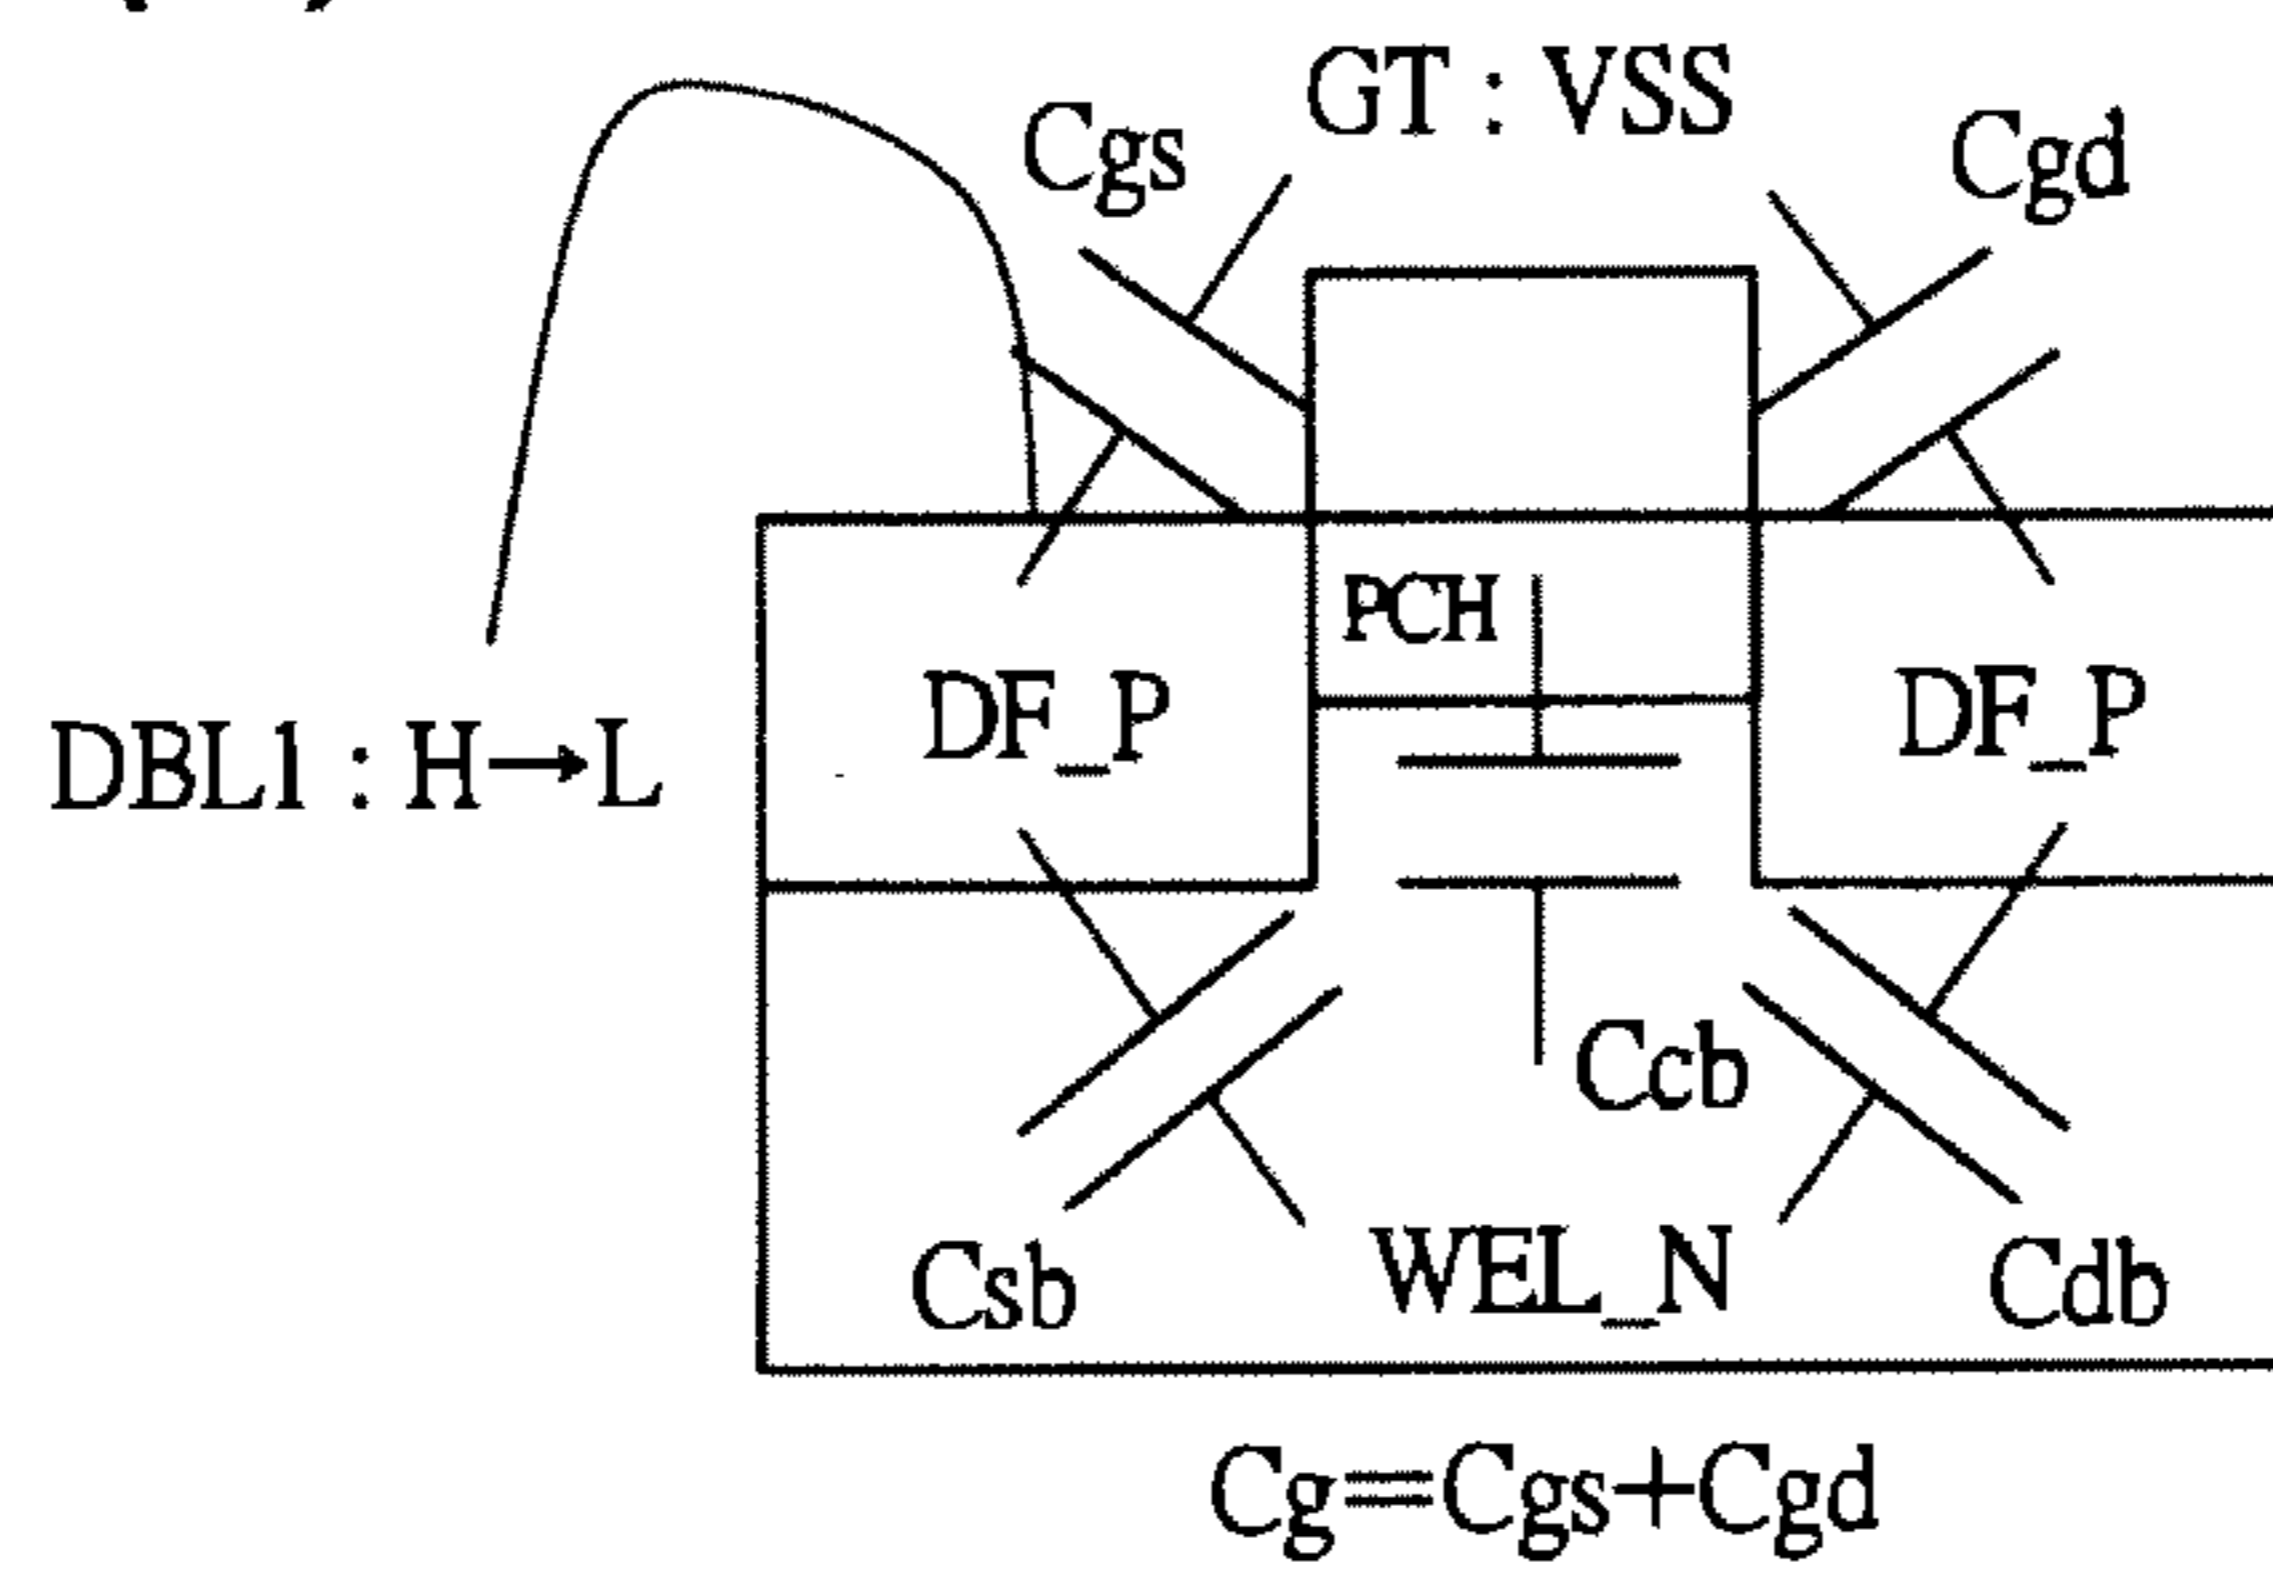 GT : VSS
Cgs
Cgd
PCH
DF_P
DF_P
DBL1 : H→L
Ccb
Csb
WEL_N
Cdb
Cg=Cgs+Cgd